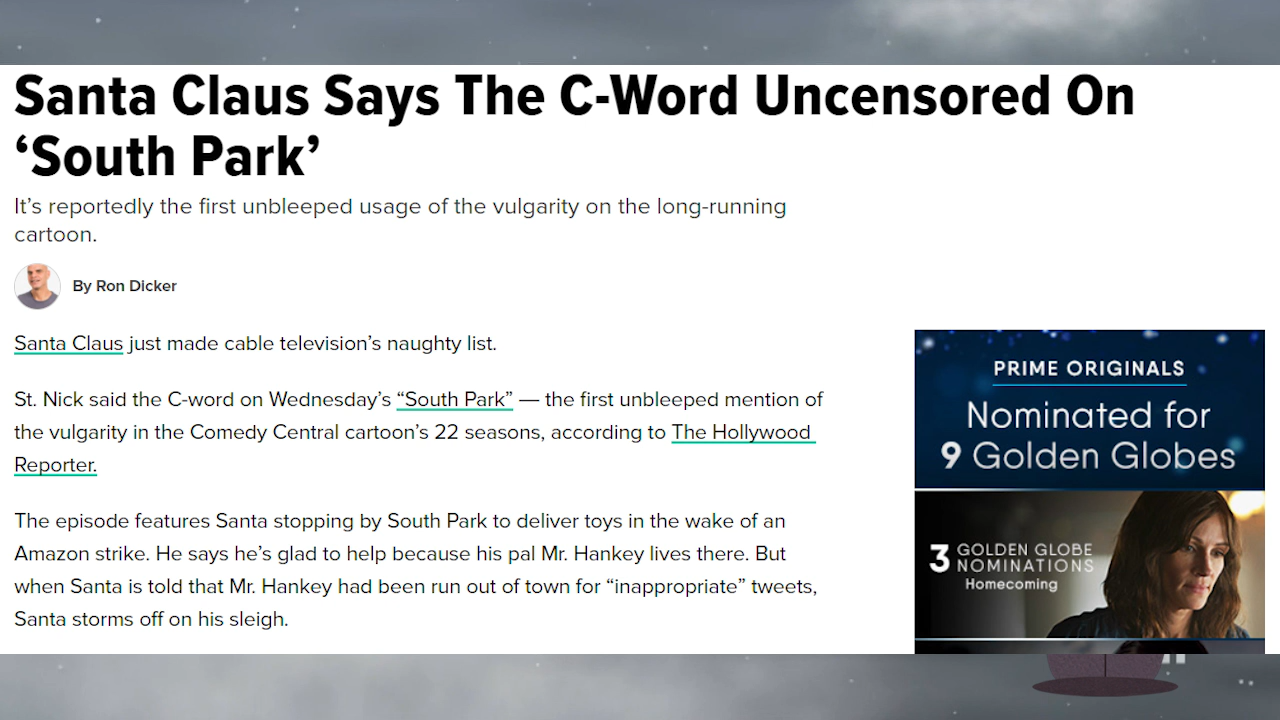 Santa Claus Says The C-Word Uncensored On
‘South Park’
It’s reportedly the first unbleeped usage of the vulgarity on the long-running
cartoon.
By Ron Dicker
Santa Claus just made cable television’s naughty list.
St. Nick said the C-word on Wednesday’s “South Park” — the first unbleeped mention of
the vulgarity in the Comedy Central cartoon’s 22 seasons, according to The Hollywood
Reporter.
The episode features Santa stopping by South Park to deliver toys in the wake of an
Amazon strike. He says he’s glad to help because his pal Mr. Hankey lives there. But
when Santa is told that Mr. Hankey had been run out of town for “inappropriate” tweets,
Santa storms off on his sleigh.
PRIME ORIGINALS
Nominated for
9 Golden Globes
3 GOLDEN GLOBE
NOMINATIONS
Homecoming